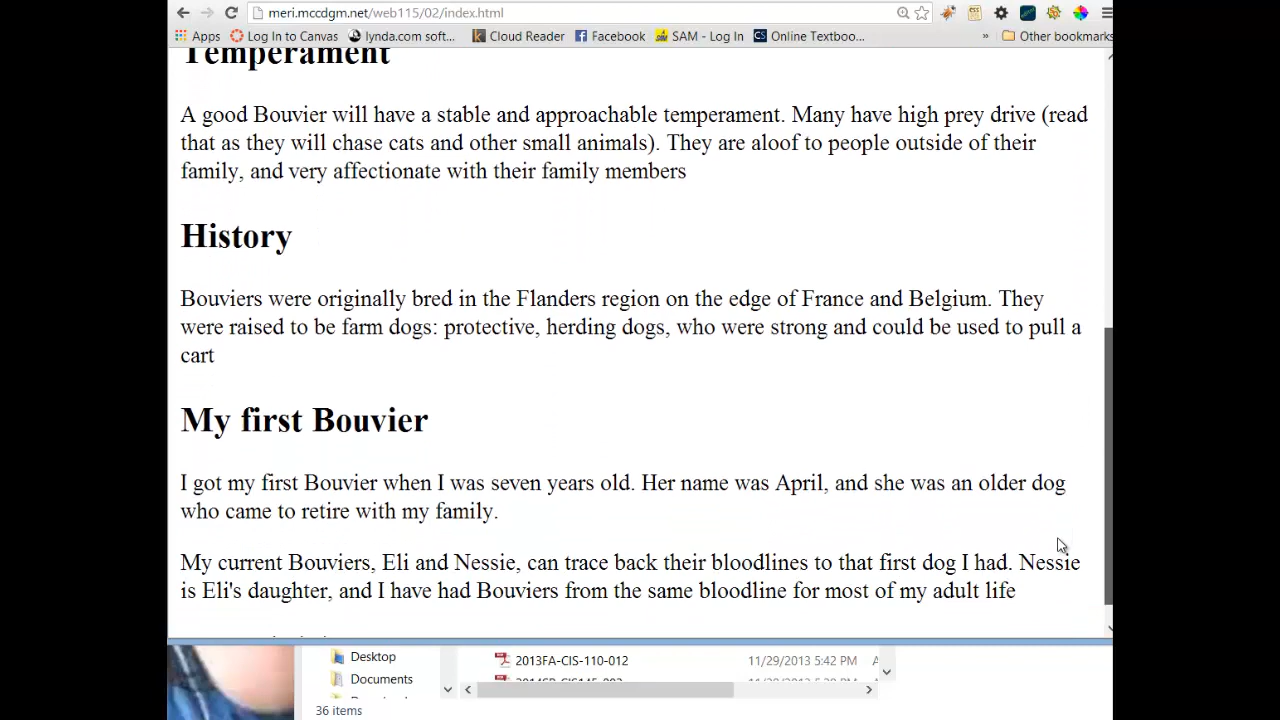 meri.mccdgm.net/web115/02/index.html
Apps Log In to Canvas lynda.com soft... Cloud Reader Facebook SAM - Log In Online Textboo... » Other bookmarks
Temperament
A good Bouvier will have a stable and approachable temperament. Many have high prey drive (read
that as they will chase cats and other small animals). They are aloof to people outside of their
family, and very affectionate with their family members
History
Bouviers were originally bred in the Flanders region on the edge of France and Belgium. They
were raised to be farm dogs: protective, herding dogs, who were strong and could be used to pull a
cart
My first Bouvier
I got my first Bouvier when I was seven years old. Her name was April, and she was an older dog
who came to retire with my family.
My current Bouviers, Eli and Nessie, can trace back their bloodlines to that first dog I had. Nessie
is Eli's daughter, and I have had Bouviers from the same bloodline for most of my adult life
Desktop 2013FA-CIS-110-012 11/29/2013 5:42 PM A
Documents
36 items